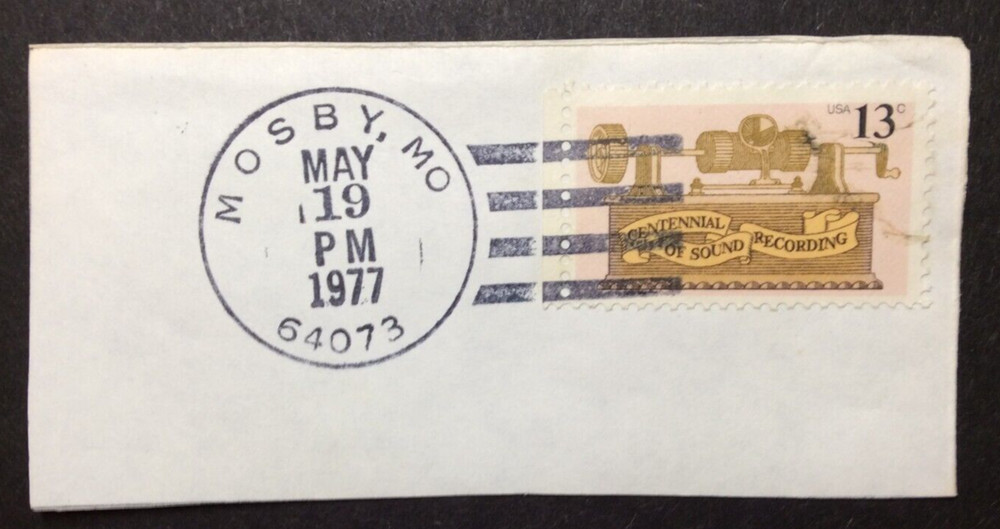 MOSBY, MO
MAY
19
PM
1977
64073
USA 13c
CENTENNIAL
OF SOUND
RECORDING